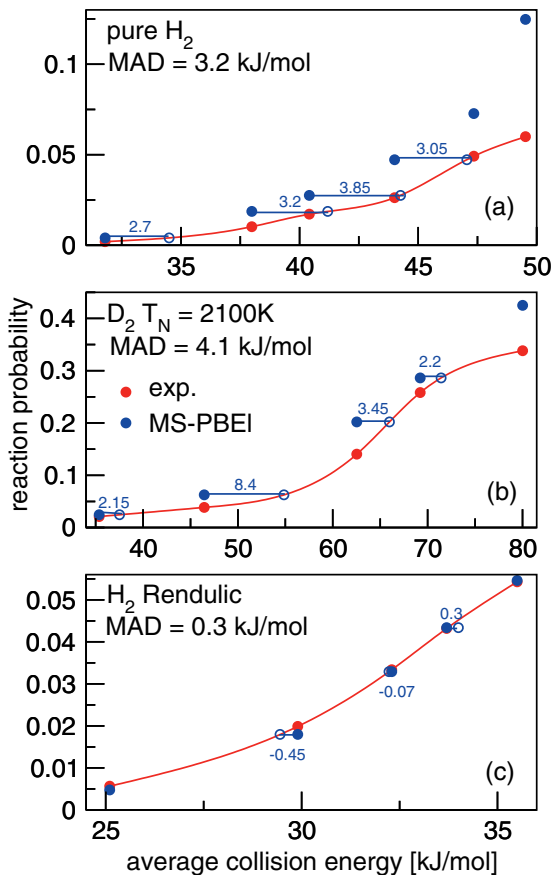 pure H2
MAD = 3.2 kJ/mol
0.1
0.05
0
2.7
3.2
3.85
3.05
(a)
35 40 45 50
D2 TN = 2100K
MAD = 4.1 kJ/mol
exp.
MS-PBEl
0.4
0.3
0.2
0.1
0
2.15
8.4
3.45
2.2
(b)
40 50 60 70 80
reaction probability
H2 Rendulic
MAD = 0.3 kJ/mol
0.05
0.04
0.03
0.02
0.01
0
0.3
-0.07
-0.45
(c)
25 30 35
average collision energy [kJ/mol]